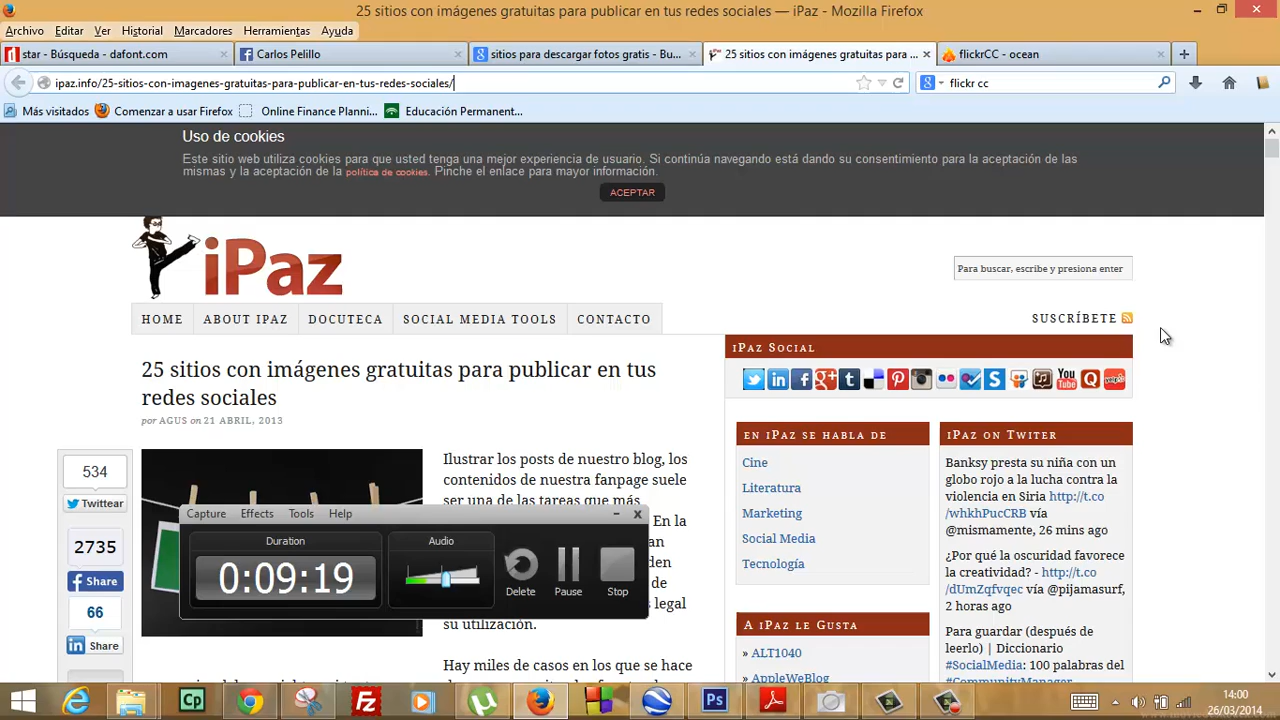 25 sitios con imágenes gratuitas para publicar en tus redes sociales — iPaz - Mozilla Firefox
Archivo Editar Ver Historial Marcadores Herramientas Ayuda
star - Búsqueda - dafont.com
Carlos Pelillo
sitios para descargar fotos gratis - Bu...
25 sitios con imágenes gratuitas para ...
flickrCC - ocean
ipaz.info/25-sitios-con-imagenes-gratuitas-para-publicar-en-tus-redes-sociales/
flickr cc
Más visitados Comenzar a usar Firefox Online Finance Planni... Educación Permanent...
Uso de cookies
Este sitio web utiliza cookies para que usted tenga una mejor experiencia de usuario. Si continúa navegando está dando su consentimiento para la aceptación de las
mismas y la aceptación de la política de cookies. Pinche el enlace para mayor información.
ACEPTAR
iPaz
Para buscar, escribe y presiona enter
HOME ABOUT IPAZ DOCUTECA SOCIAL MEDIA TOOLS CONTACTO
SUSCRÍBETE
25 sitios con imágenes gratuitas para publicar en tus
redes sociales
por AGUS on 21 ABRIL, 2013
534
Twittear
2735
Share
66
Share
Ilustrar los posts de nuestro blog, los
contenidos de nuestra fanpage suele
ser una de las tareas que más
En la
an
den
de
s legal
su utilización.
Hay miles de casos en los que se hace
Capture Effects Tools Help
Duration
0:09:19
Audio
Delete Pause Stop
iPaz Social
You
Tube
EN IPAZ SE HABLA DE
Cine
Literatura
Marketing
Social Media
Tecnología
A IPAZ LE GUSTA
» ALT1040
» AppleWeBlog
IPAZ ON TWITER
Banksy presta su niña con un
globo rojo a la lucha contra la
violencia en Siria http://t.co
/whkhPucCRB vía
@mismamente, 26 mins ago
¿Por qué la oscuridad favorece
la creatividad? - http://t.co
/dUmZqfvqec vía @pijamasurf,
2 horas ago
Para guardar (después de
leerlo) | Diccionario
#SocialMedia: 100 palabras del
#CommunityManager
14:00
26/03/2014